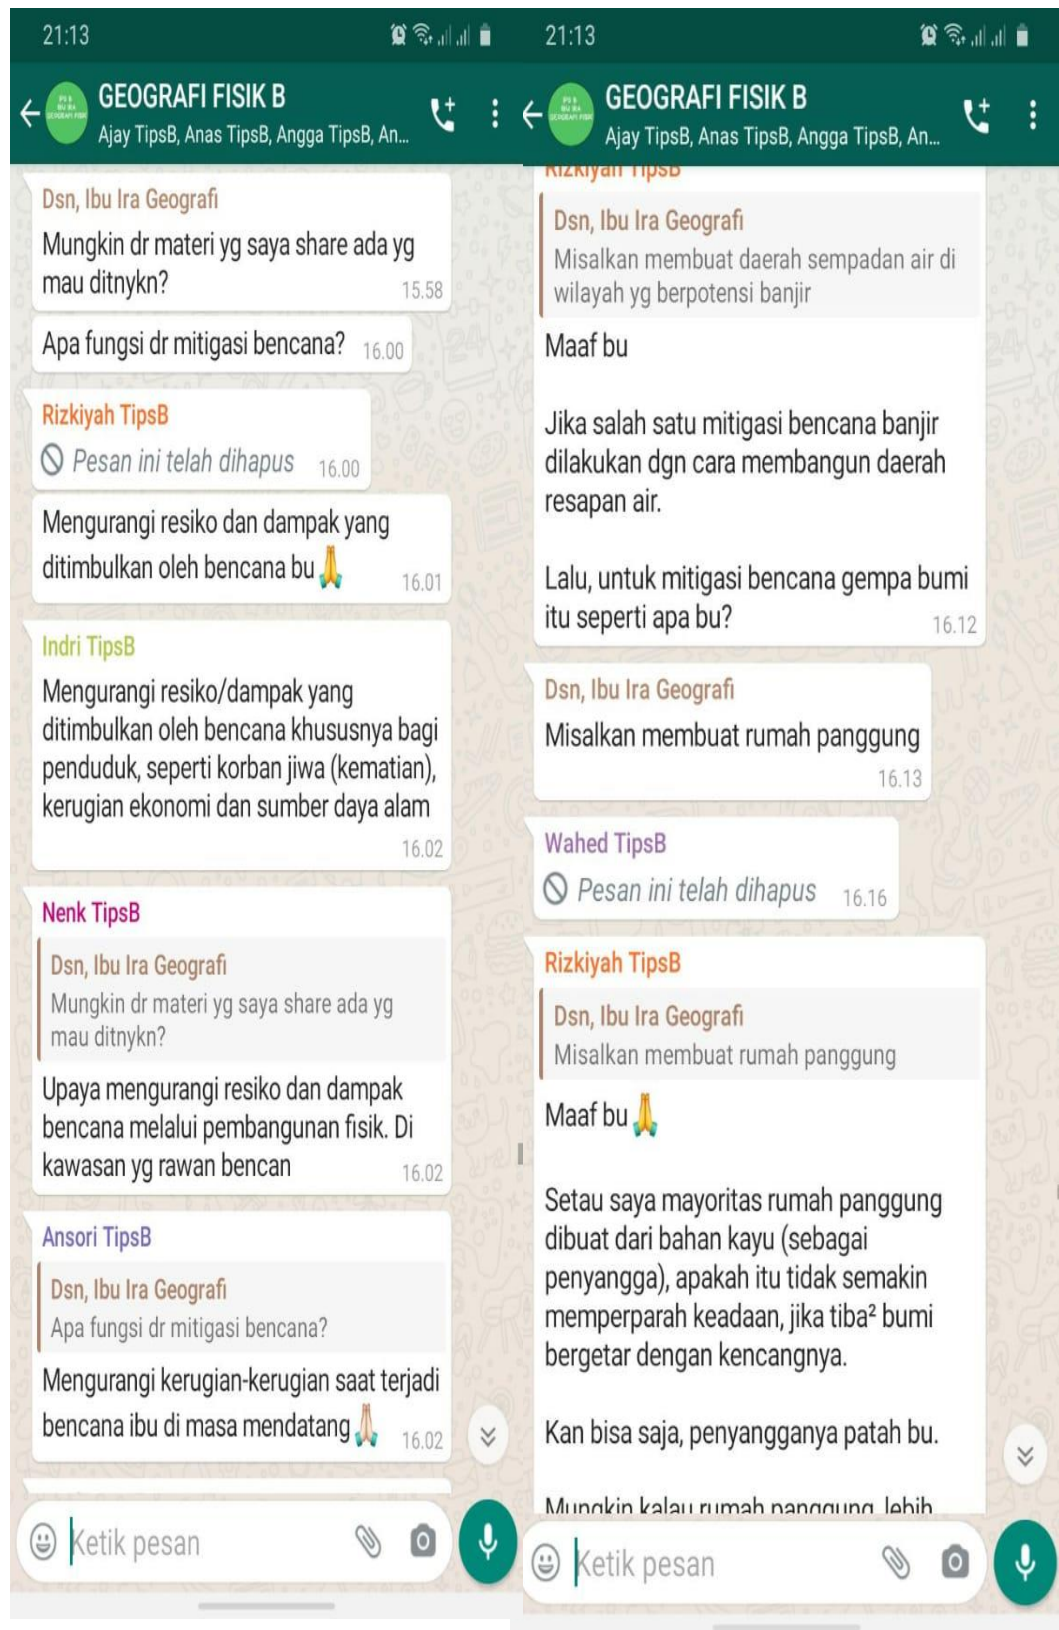 21:13
GEOGRAFI FISIK B
Ajay TipsB, Anas TipsB, Angga TipsB, An...
Dsn, Ibu Ira Geografi
Mungkin dr materi yg saya share ada yg
mau ditnykn?
15.58
Apa fungsi dr mitigasi bencana?
16.00
Rizkiyah TipsB
Pesan ini telah dihapus
16.00
Mengurangi resiko dan dampak yang
ditimbulkan oleh bencana bu🙏
16.01
Indri TipsB
Mengurangi resiko/dampak yang
ditimbulkan oleh bencana khususnya bagi
penduduk, seperti korban jiwa (kematian),
kerugian ekonomi dan sumber daya alam
16.02
Nenk TipsB
Dsn, Ibu Ira Geografi
Mungkin dr materi yg saya share ada yg
mau ditnykn?
Upaya mengurangi resiko dan dampak
bencana melalui pembangunan fisik. Di
kawasan yg rawan bencan
16.02
Ansori TipsB
Dsn, Ibu Ira Geografi
Apa fungsi dr mitigasi bencana?
Mengurangi kerugian-kerugian saat terjadi
bencana ibu di masa mendatang🙏
16.02
Ketik pesan
21:13
GEOGRAFI FISIK B
Ajay TipsB, Anas TipsB, Angga TipsB, An...
Rizkiyah TipsB
Dsn, Ibu Ira Geografi
Misalkan membuat daerah sempadan air di
wilayah yg berpotensi banjir
Maaf bu
Jika salah satu mitigasi bencana banjir
dilakukan dgn cara membangun daerah
resapan air.
Lalu, untuk mitigasi bencana gempa bumi
itu seperti apa bu?
16.12
Dsn, Ibu Ira Geografi
Misalkan membuat rumah panggung
16.13
Wahed TipsB
Pesan ini telah dihapus
16.16
Rizkiyah TipsB
Dsn, Ibu Ira Geografi
Misalkan membuat rumah panggung
Maaf bu🙏
Setau saya mayoritas rumah panggung
dibuat dari bahan kayu (sebagai
penyangga), apakah itu tidak semakin
memperparah keadaan, jika tiba² bumi
bergetar dengan kencangnya.
Kan bisa saja, penyangganya patah bu.
Mungkin kalau rumah panggung, lebih
Ketik pesan